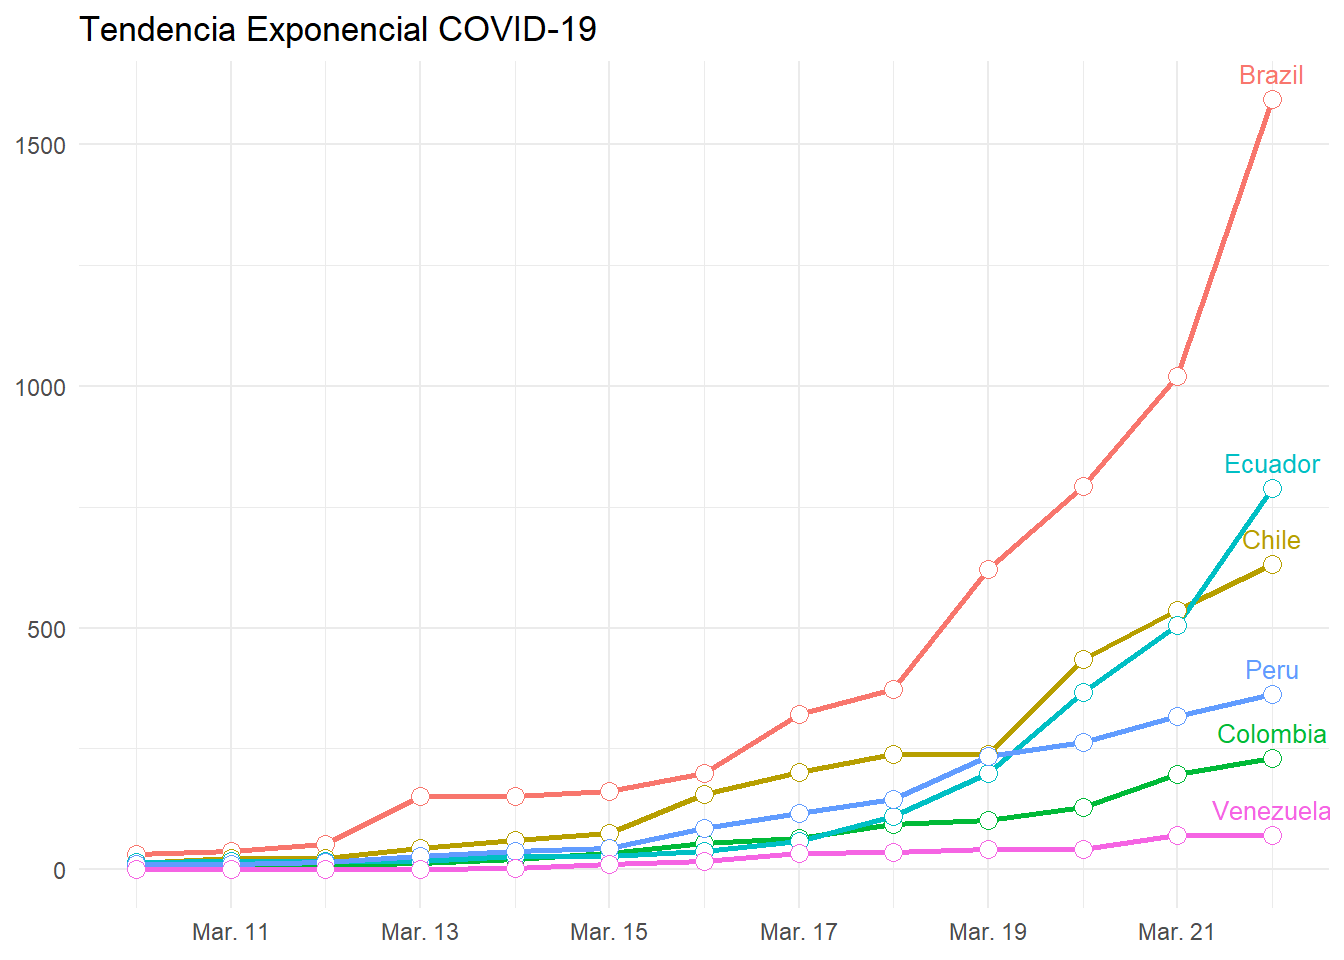 Tendencia Exponencial COVID-19
Brazil
1500
1000
Ecuador
Chile
500
Peru
Colombia
Venezuela
0
Mar. 11 Mar. 13 Mar. 15 Mar. 17 Mar. 19 Mar. 21